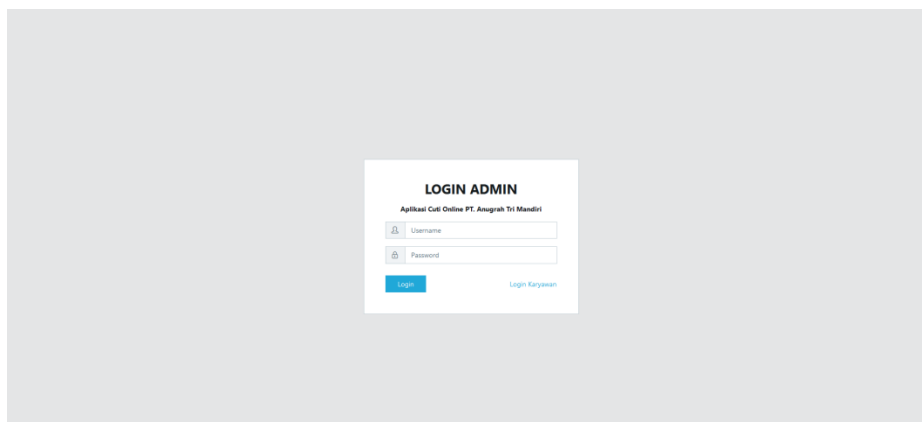 LOGIN ADMIN
Aplikasi Cuti Online PT. Anugrah Tri Mandiri
Username
Password
Login Login Karyawan